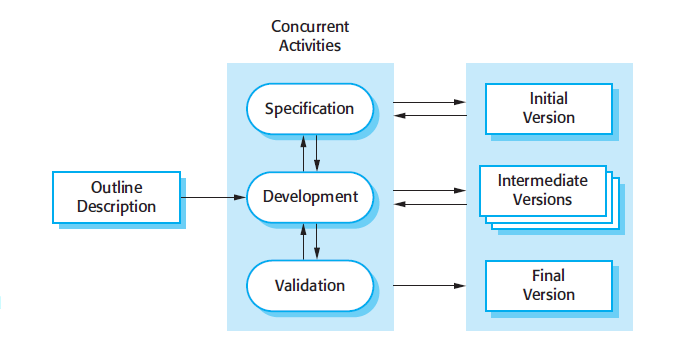 Concurrent
Activities
Specification
Initial
Version
Outline
Description
Development
Intermediate
Versions
Validation
Final
Version